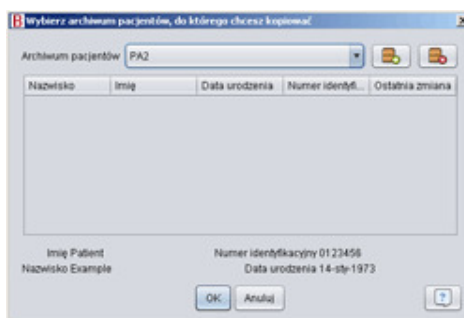 Wybierz archiwum pacjentów, do którego chcesz kopiować
Archiwum pacjentów PA2
Nazwisko Imię Data urodzenia Numer identyfi... Ostatnia zmiana
Imię Patient Numer identyfikacyjny 0123456
Nazwisko Example Data urodzenia 14-sty-1973
OK Anuluj